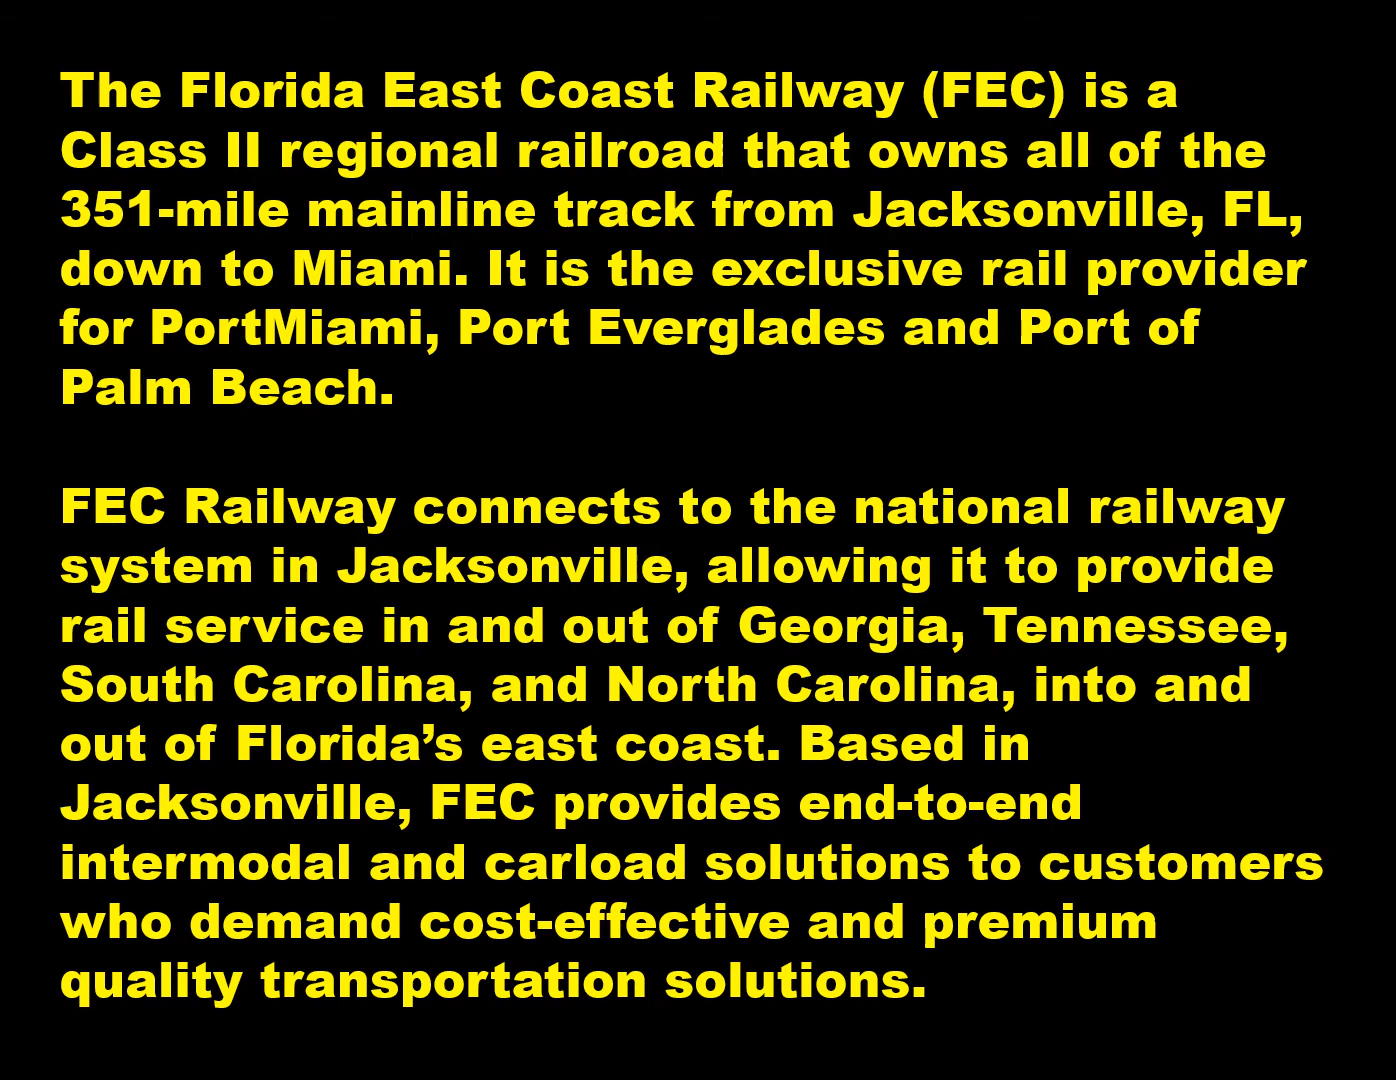 The Florida East Coast Railway (FEC) is a
Class II regional railroad that owns all of the
351-mile mainline track from Jacksonville, FL,
down to Miami. It is the exclusive rail provider
for PortMiami, Port Everglades and Port of
Palm Beach.
FEC Railway connects to the national railway
system in Jacksonville, allowing it to provide
rail service in and out of Georgia, Tennessee,
South Carolina, and North Carolina, into and
out of Florida’s east coast. Based in
Jacksonville, FEC provides end-to-end
intermodal and carload solutions to customers
who demand cost-effective and premium
quality transportation solutions.